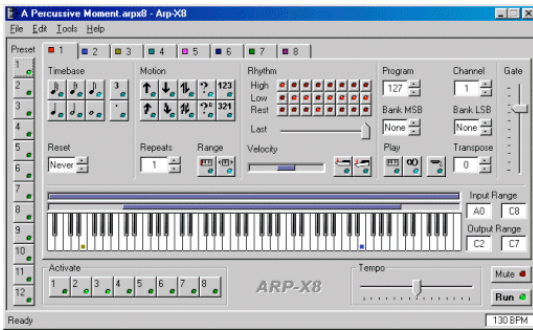 A Percussive Moment.arpx8 - Arp-X8
File Edit Tools Help
Preset 1 2 3 4 5 6 7 8
1 Timebase Motion Rhythm Program Channel Gate
2 3 ? 123 High 127 1
3 Low
4 ? 321 Rest Bank MSB Bank LSB
Last None None
5 Reset Repeats Range Velocity Play Transpose
6 Never 1 0
7 Input Range
8 A0 C8
9 Output Range
10 C2 C7
11 Activate Tempo Mute
12 1 2 3 4 5 6 7 8 ARP-X8 Run
Ready 130 BPM